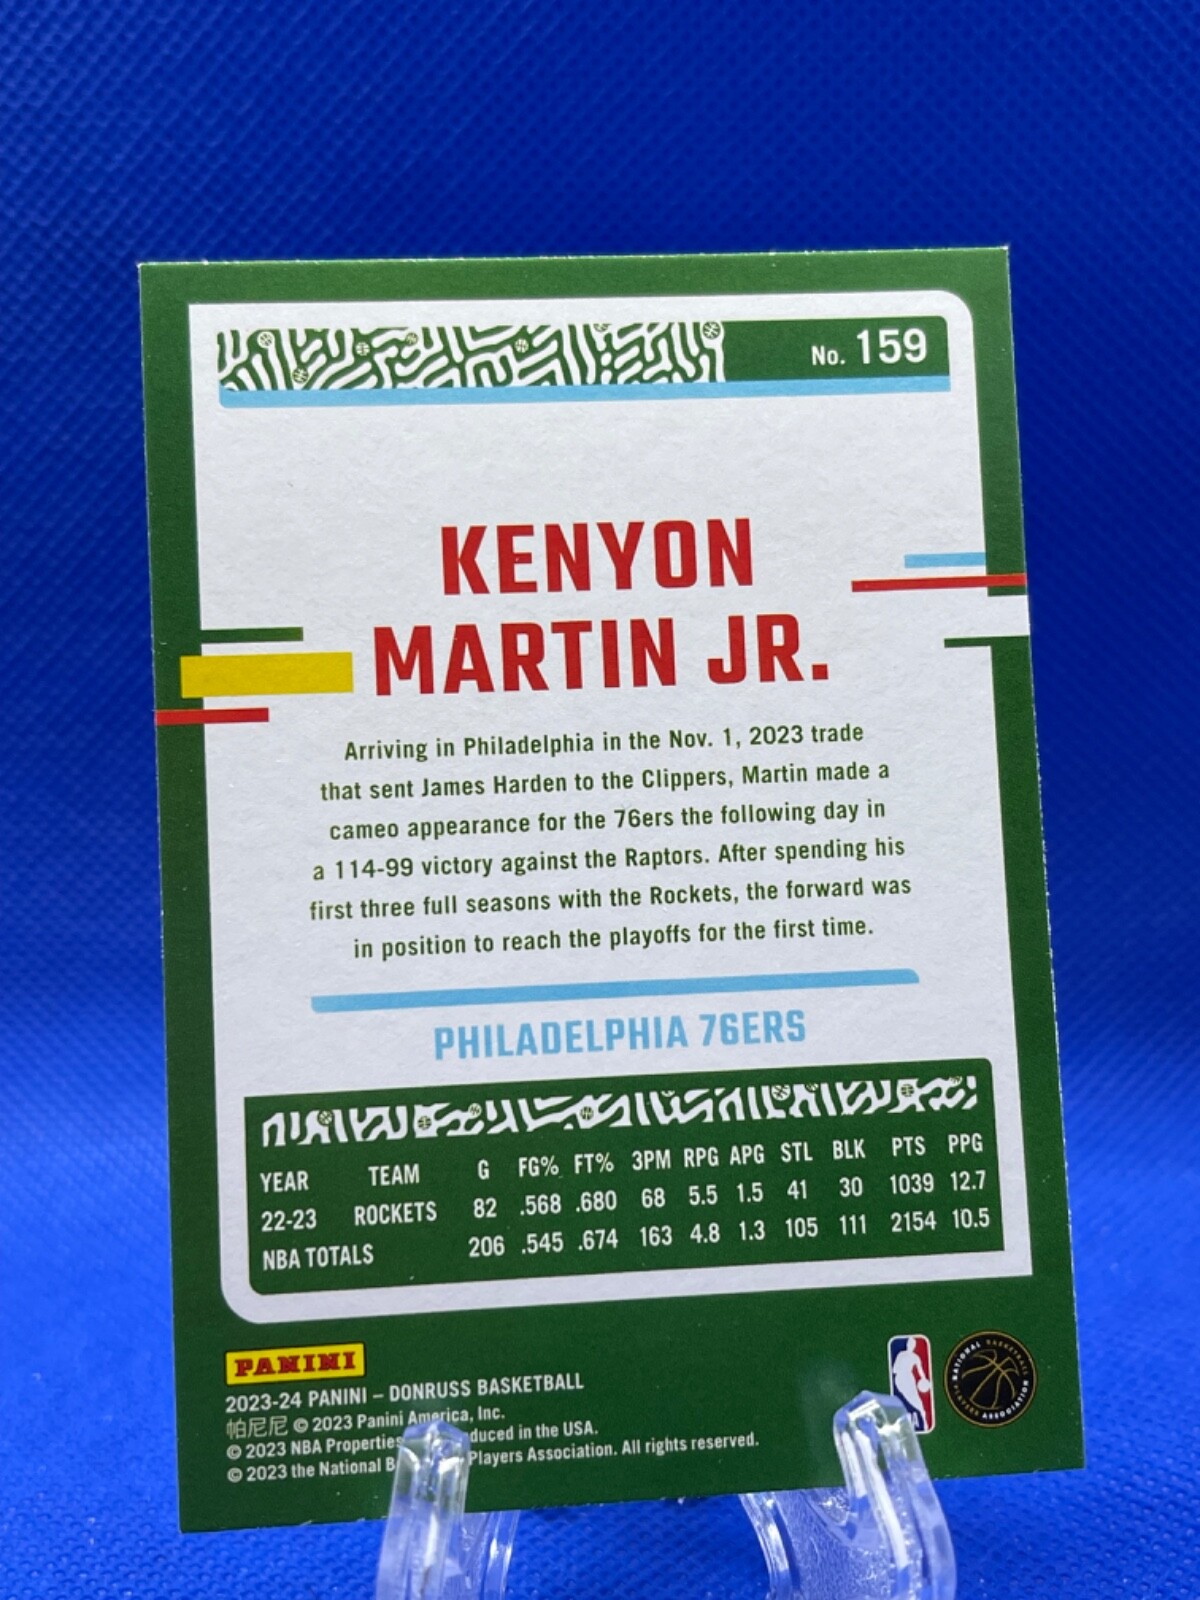 No. 159
KENYON
MARTIN JR.
Arriving in Philadelphia in the Nov. 1, 2023 trade
that sent James Harden to the Clippers, Martin made a
cameo appearance for the 76ers the following day in
a 114-99 victory against the Raptors. After spending his
first three full seasons with the Rockets, the forward was
in position to reach the playoffs for the first time.
PHILADELPHIA 76ERS
YEAR TEAM G FG% FT% 3PM RPG APG STL BLK PTS PPG
22-23 ROCKETS 82 .568 .680 68 5.5 1.5 41 30 1039 12.7
NBA TOTALS 206 .545 .674 163 4.8 1.3 105 111 2154 10.5
PANINI
2023-24 PANINI – DONRUSS BASKETBALL
帕尼尼 © 2023 Panini America, Inc.
© 2023 NBA Properties duced in the USA.
© 2023 the National B Players Association. All rights reserved.
NATIONAL BASKETBALL PLAYERS ASSOCIATION